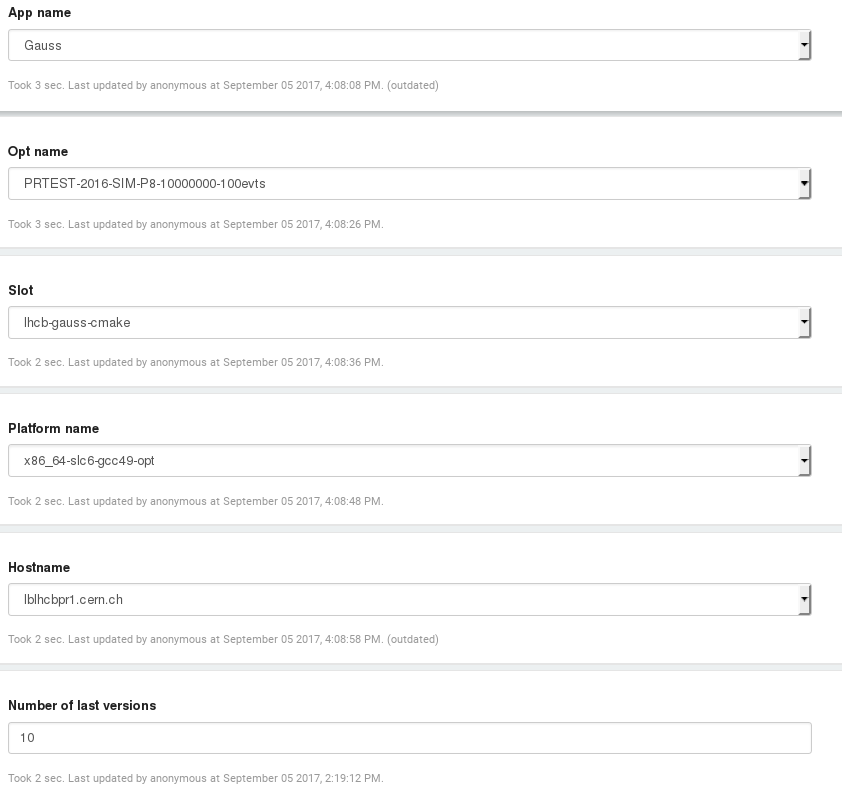 App name
Gauss
Took 3 sec. Last updated by anonymous at September 05 2017, 4:08:08 PM. (outdated)
Opt name
PRTEST-2016-SIM-P8-10000000-100evts
Took 3 sec. Last updated by anonymous at September 05 2017, 4:08:26 PM.
Slot
lhcb-gauss-cmake
Took 2 sec. Last updated by anonymous at September 05 2017, 4:08:36 PM.
Platform name
x86_64-slc6-gcc49-opt
Took 2 sec. Last updated by anonymous at September 05 2017, 4:08:48 PM.
Hostname
lblhcbpr1.cern.ch
Took 2 sec. Last updated by anonymous at September 05 2017, 4:08:58 PM. (outdated)
Number of last versions
10
Took 2 sec. Last updated by anonymous at September 05 2017, 2:19:12 PM.